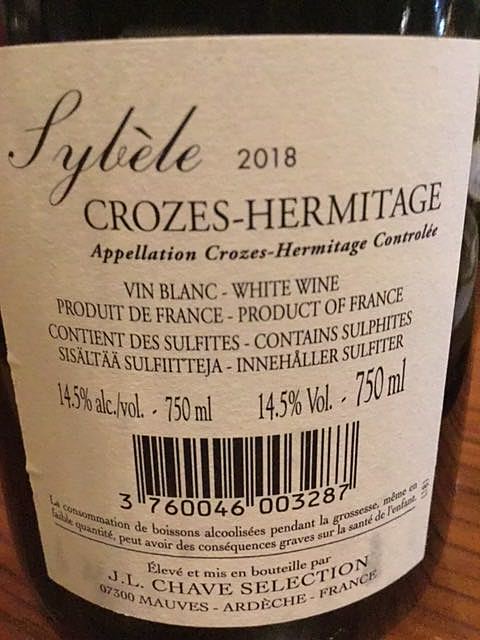 Sybèle 2018
CROZES-HERMITAGE
Appellation Crozes-Hermitage Controlée
VIN BLANC - WHITE WINE
PRODUIT DE FRANCE - PRODUCT OF FRANCE
CONTIENT DES SULFITES - CONTAINS SULPHITES
SISÄLTÄÄ SULFIITTEJA - INNEHÅLLER SULFITER
14.5% alc./vol. - 750 ml 14.5% Vol. - 750 ml
3 760046 003287
La consommation de boissons alcoolisées pendant la grossesse, même en
faible quantité, peut avoir des conséquences graves sur la santé de l'enfant.
Élevé et mis en bouteille par
J.L. CHAVE SELECTION
07300 MAUVES - ARDÈCHE - FRANCE